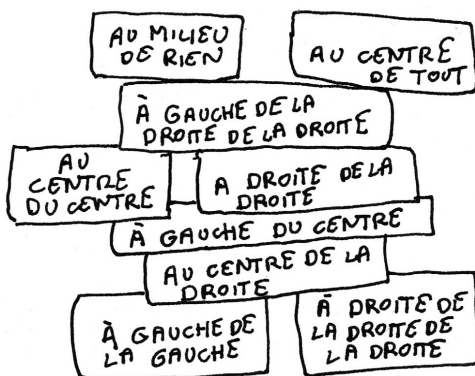 AU MILIEU
DE RIEN
AU CENTRE
DE TOUT
À GAUCHE DE LA
DROITE DE LA DROITE
AU
CENTRE
DU CENTRE
A DROITE DE LA
DROITE
À GAUCHE DU CENTRE
AU CENTRE DE LA
DROITE
À GAUCHE DE
LA GAUCHE
À DROITE DE
LA DROITE DE
LA DROITE